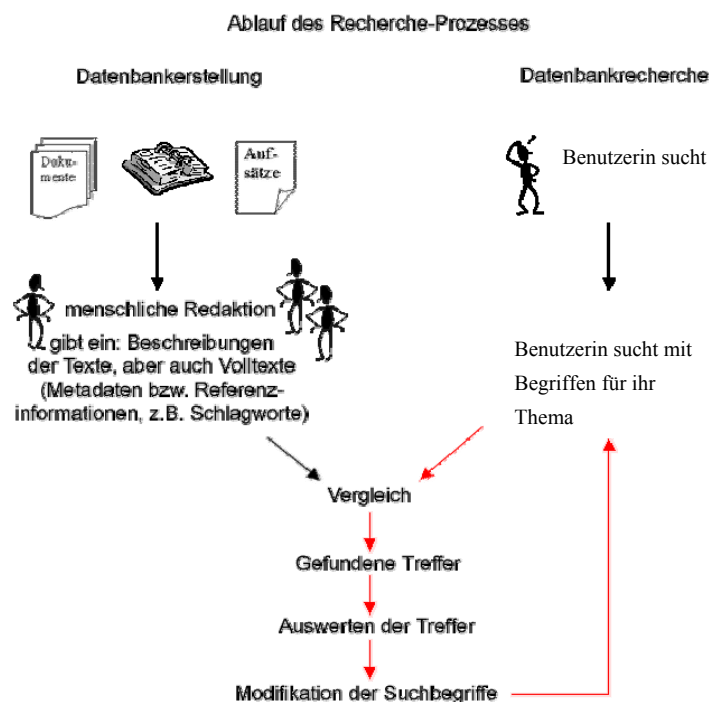 Ablauf des Recherche-Prozesses
Datenbankerstellung
Datenbankrecherche
Doku-
mente
Auf-
sätze
Benutzerin sucht
menschliche Redaktion
gibt ein: Beschreibungen
der Texte, aber auch Volltexte
(Metadaten bzw. Referenz-
informationen, z.B. Schlagworte)
Benutzerin sucht mit
Begriffen für ihr
Thema
Vergleich
Gefundene Treffer
Auswerten der Treffer
Modifikation der Suchbegriffe